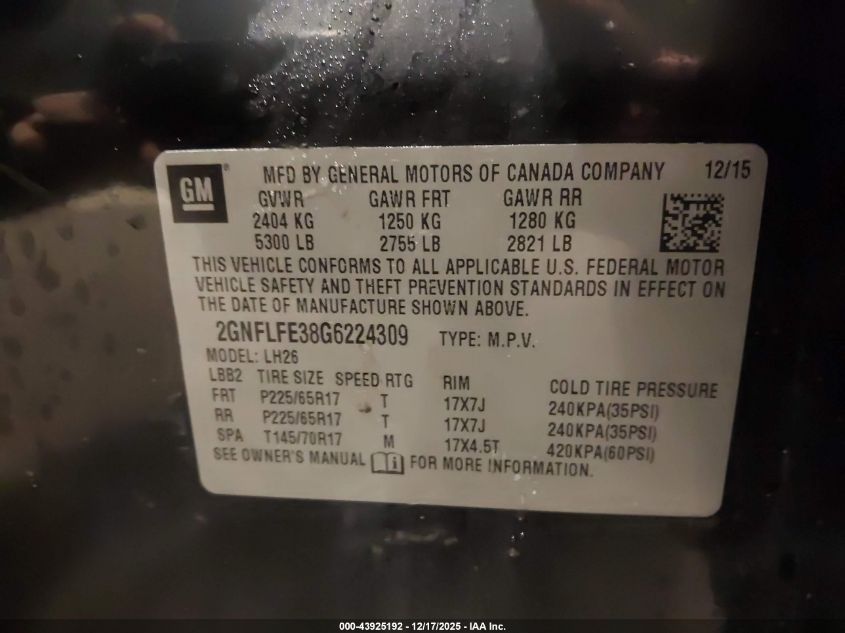 GM®
MFD BY GENERAL MOTORS OF CANADA COMPANY 12/15
GVWR GAWR FRT GAWR RR
2404 KG 1250 KG 1280 KG
5300 LB 2755 LB 2821 LB
THIS VEHICLE CONFORMS TO ALL APPLICABLE U.S. FEDERAL MOTOR
VEHICLE SAFETY AND THEFT PREVENTION STANDARDS IN EFFECT ON
THE DATE OF MANUFACTURE SHOWN ABOVE.
2GNFLFE38G6224309 TYPE: M.P.V.
MODEL: LH26
LBB2 TIRE SIZE SPEED RTG RIM COLD TIRE PRESSURE
FRT P225/65R17 T 17X7J 240KPA(35PSI)
RR P225/65R17 T 17X7J 240KPA(35PSI)
SPA T145/70R17 M 17X4.5T 420KPA(60PSI)
SEE OWNER'S MANUAL FOR MORE INFORMATION.
000-43925192 - 12/17/2025 - IAA Inc.